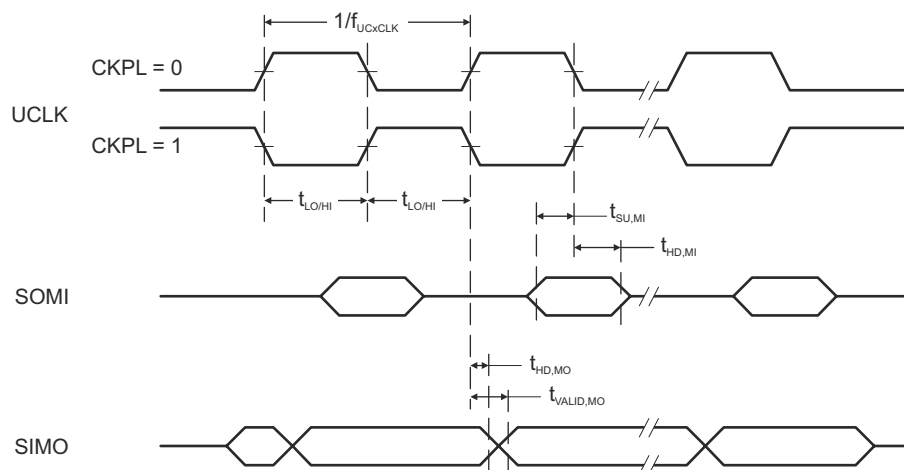 1/fUCxCLK
CKPL = 0
UCLK
CKPL = 1
tLO/HI tLO/HI
tSU,MI
tHD,MI
SOMI
tHD,MO
tVALID,MO
SIMO